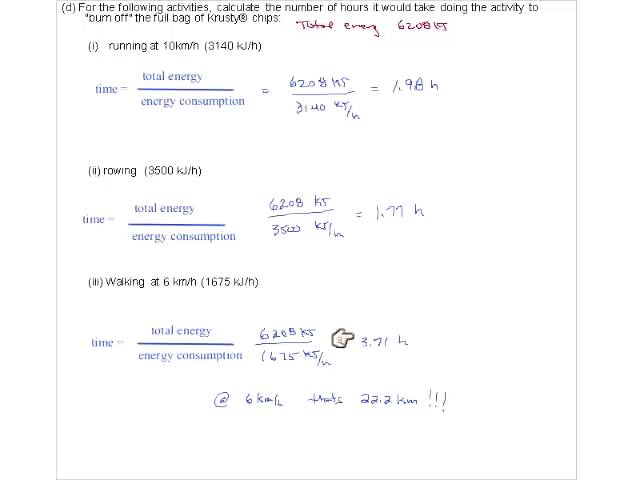 (d) For the following activities, calculate the number of hours it would take doing the activity to
"burn off" the full bag of Krusty® chips: Total energ 6208 KJ
(i) running at 10km/h (3140 kJ/h)
time = total energy / energy consumption = 6208 KJ / 3140 KJ/h = 1.98 h
(ii) rowing (3500 kJ/h)
time = total energy / energy consumption 6208 KJ / 3500 KJ/h = 1.77 h
(iii) Walking at 6 km/h (1675 kJ/h)
time = total energy / energy consumption 6208 KJ / 1675 KJ/h 3.71 h
@ 6 km/h thats 22.2 km !!!